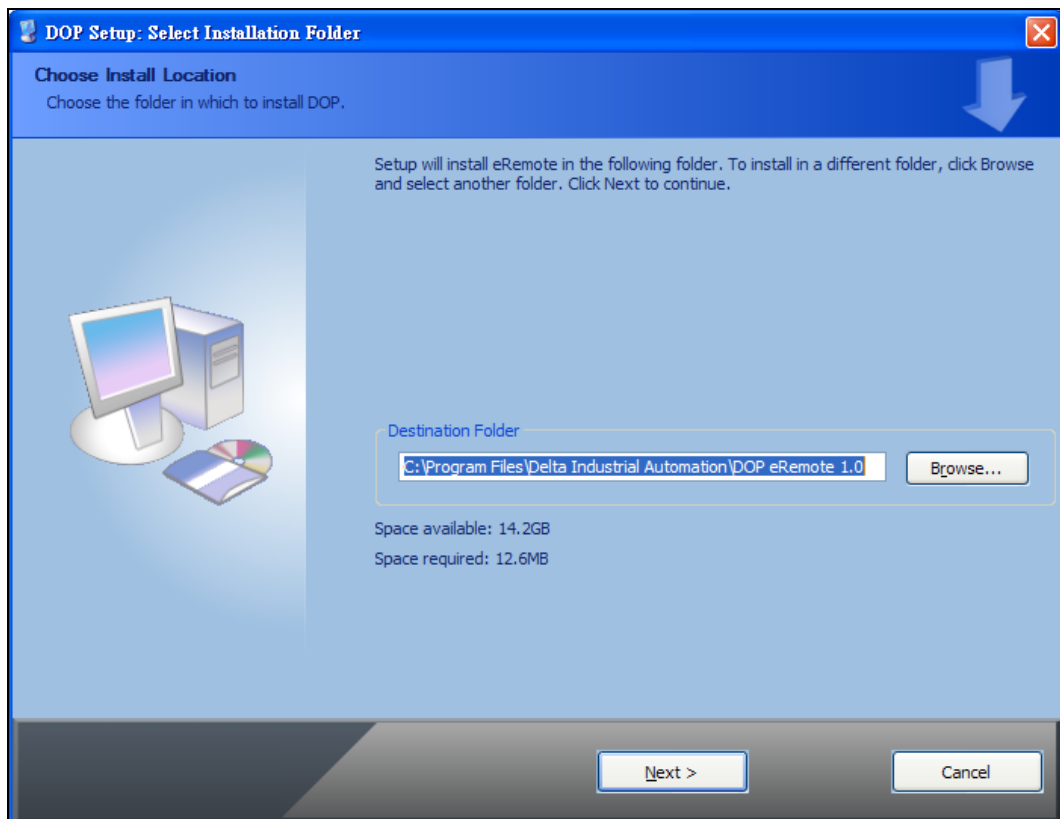 DOP Setup: Select Installation Folder
Choose Install Location
Choose the folder in which to install DOP.
Setup will install eRemote in the following folder. To install in a different folder, click Browse
and select another folder. Click Next to continue.
Destination Folder
C:\Program Files\Delta Industrial Automation\DOP eRemote 1.0
Browse...
Space available: 14.2GB
Space required: 12.6MB
Next >
Cancel